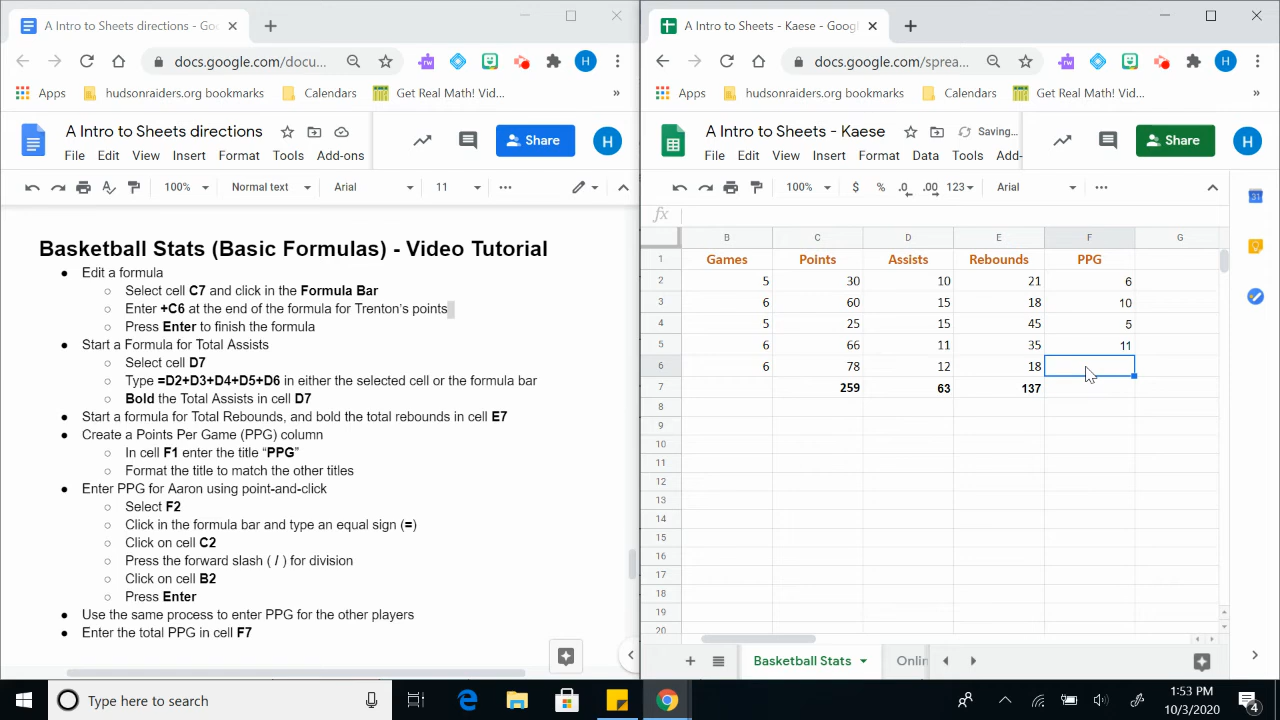 A Intro to Sheets directions - Goog
docs.google.com/docu...
Apps
hudsonraiders.org bookmarks
Calendars
Get Real Math! Vid...
»
A Intro to Sheets directions
Share
H
File Edit View Insert Format Tools Add-ons
100% Normal text Arial 11
Basketball Stats (Basic Formulas) - Video Tutorial
● Edit a formula
○ Select cell C7 and click in the Formula Bar
○ Enter +C6 at the end of the formula for Trenton's points
○ Press Enter to finish the formula
● Start a Formula for Total Assists
○ Select cell D7
○ Type =D2+D3+D4+D5+D6 in either the selected cell or the formula bar
○ Bold the Total Assists in cell D7
● Start a formula for Total Rebounds, and bold the total rebounds in cell E7
● Create a Points Per Game (PPG) column
○ In cell F1 enter the title “PPG”
○ Format the title to match the other titles
● Enter PPG for Aaron using point-and-click
○ Select F2
○ Click in the formula bar and type an equal sign (=)
○ Click on cell C2
○ Press the forward slash ( / ) for division
○ Click on cell B2
○ Press Enter
● Use the same process to enter PPG for the other players
● Enter the total PPG in cell F7
A Intro to Sheets - Kaese - Googl
docs.google.com/sprea...
Apps
hudsonraiders.org bookmarks
Calendars
Get Real Math! Vid...
»
A Intro to Sheets - Kaese
Saving...
Share
H
File Edit View Insert Format Data Tools Add-
100% $ % .0 .00 123 Arial
fx
B C D E F G
1 Games Points Assists Rebounds PPG
2 5 30 10 21 6
3 6 60 15 18 10
4 5 25 15 45 5
5 6 66 11 35 11
6 6 78 12 18
7 259 63 137
8
9
10
11
12
13
14
15
16
17
18
19
20
Basketball Stats
Onlin
Type here to search
1:53 PM
10/3/2020
4